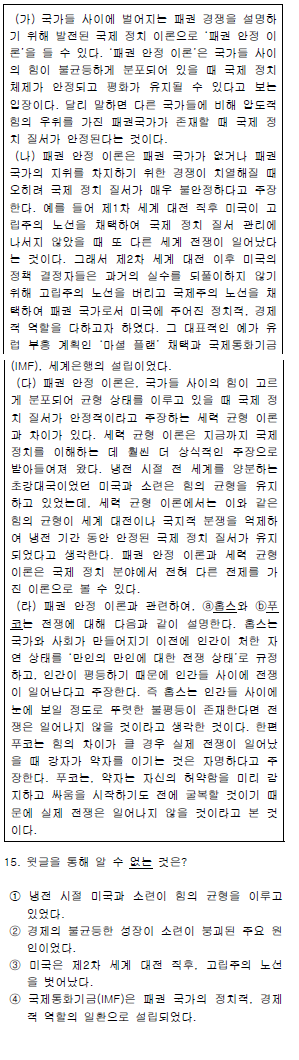 (가) 국가들 사이에 벌어지는 패권 경쟁을 설명하
기 위해 발전된 국제 정치 이론으로 ‘패권 안정 이
론’을 들 수 있다. ‘패권 안정 이론’은 국가들 사이
의 힘이 불균등하게 분포되어 있을 때 국제 정치
체제가 안정되고 평화가 유지될 수 있다고 보는
입장이다. 달리 말하면 다른 국가들에 비해 압도적
힘의 우위를 가진 패권국가가 존재할 때 국제 정
치 질서가 안정된다는 것이다.
(나) 패권 안정 이론은 패권 국가가 없거나 패권
국가의 지위를 차지하기 위한 경쟁이 치열해질 때
오히려 국제 정치 질서가 매우 불안정하다고 주장
한다. 예를 들어 제1차 세계 대전 직후 미국이 고
립주의 노선을 채택하여 국제 정치 질서 관리에
나서지 않았을 때 또 다른 세계 전쟁이 일어났다
는 것이다. 그래서 제2차 세계 대전 이후 미국의
정책 결정자들은 과거의 실수를 되풀이하지 않기
위해 고립주의 노선을 버리고 국제주의 노선을 채
택하여 패권 국가로서 미국에 주어진 정치적, 경제
적 역할을 다하고자 하였다. 그 대표적인 예가 유
럽 부흥 계획인 ‘마셜 플랜’ 채택과 국제통화기금
(IMF), 세계은행의 설립이었다.
(다) 패권 안정 이론은, 국가들 사이의 힘이 고르
게 분포되어 균형 상태를 이루고 있을 때 국제 정
치 질서가 안정적이라고 주장하는 세력 균형 이론
과 차이가 있다. 세력 균형 이론은 지금까지 국제
정치를 이해하는 데 훨씬 더 상식적인 주장으로
받아들여져 왔다. 냉전 시절 전 세계를 양분하는
초강대국이었던 미국과 소련은 힘의 균형을 유지
하고 있었는데, 세력 균형 이론에서는 이와 같은
힘의 균형이 세계 대전이나 국지적 분쟁을 억제하
여 냉전 기간 동안 안정된 국제 정치 질서가 유지
되었다고 생각한다. 패권 안정 이론과 세력 균형
이론은 국제 정치 분야에서 전혀 다른 전제를 가
진 이론으로 볼 수 있다.
(라) 패권 안정 이론과 관련하여, ⓐ홉스와 ⓑ푸
코는 전쟁에 대해 다음과 같이 설명한다. 홉스는
국가와 사회가 만들어지기 이전에 인간이 처한 자
연 상태를 ‘만인의 만인에 대한 전쟁 상태’로 규정
하고, 인간이 평등하기 때문에 인간들 사이에 전쟁
이 일어난다고 주장한다. 즉 홉스는 인간들 사이에
눈에 보일 정도로 뚜렷한 불평등이 존재한다면 전
쟁은 일어나지 않을 것이라고 생각한 것이다. 한편
푸코는 힘의 차이가 클 경우 실제 전쟁이 일어났
을 때 강자가 약자를 이기는 것은 자명하다고 주
장한다. 푸코는, 약자는 자신의 허약함을 미리 감
지하고 싸움을 시작하기도 전에 굴복할 것이기 때
문에 실제 전쟁은 일어나지 않을 것이라고 본 것
이다.
15. 윗글을 통해 알 수 없는 것은?
① 냉전 시절 미국과 소련이 힘의 균형을 이루고
있었다.
② 경제의 불균등한 성장이 소련이 붕괴된 주요 원
인이었다.
③ 미국은 제2차 세계 대전 직후, 고립주의 노선
을 벗어났다.
④ 국제통화기금(IMF)은 패권 국가의 정치적, 경제
적 역할의 일환으로 설립되었다.